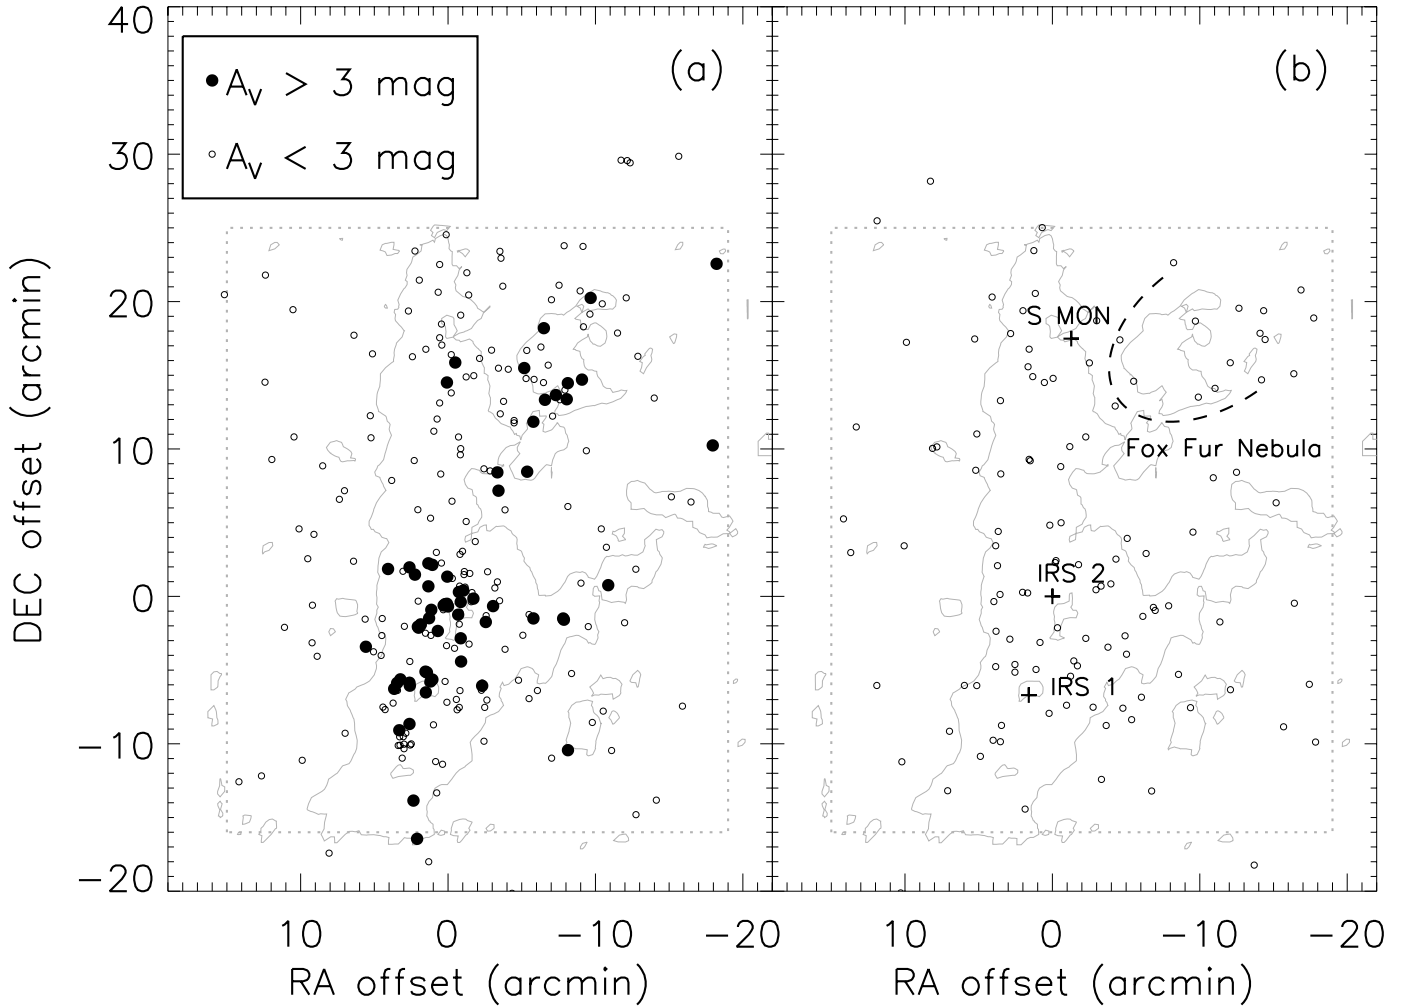 40
(a)
(b)
A_V > 3 mag
A_V < 3 mag
30
20
S MON
10
Fox Fur Nebula
0
IRS 2
IRS 1
−10
−20
DEC offset (arcmin)
10 0 −10 −20
10 0 −10 −20
RA offset (arcmin)
RA offset (arcmin)